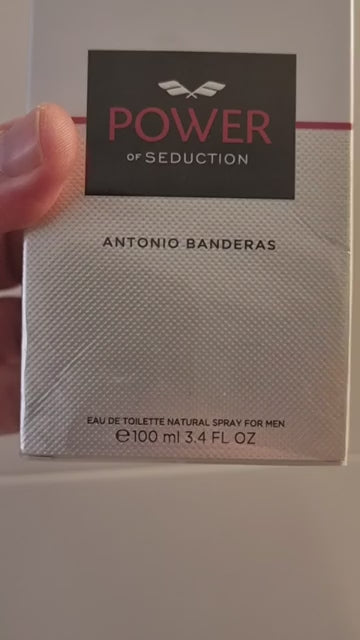 POWER
OF SEDUCTION
ANTONIO BANDERAS
EAU DE TOILETTE NATURAL SPRAY FOR MEN
℮100 ml 3.4 FL OZ